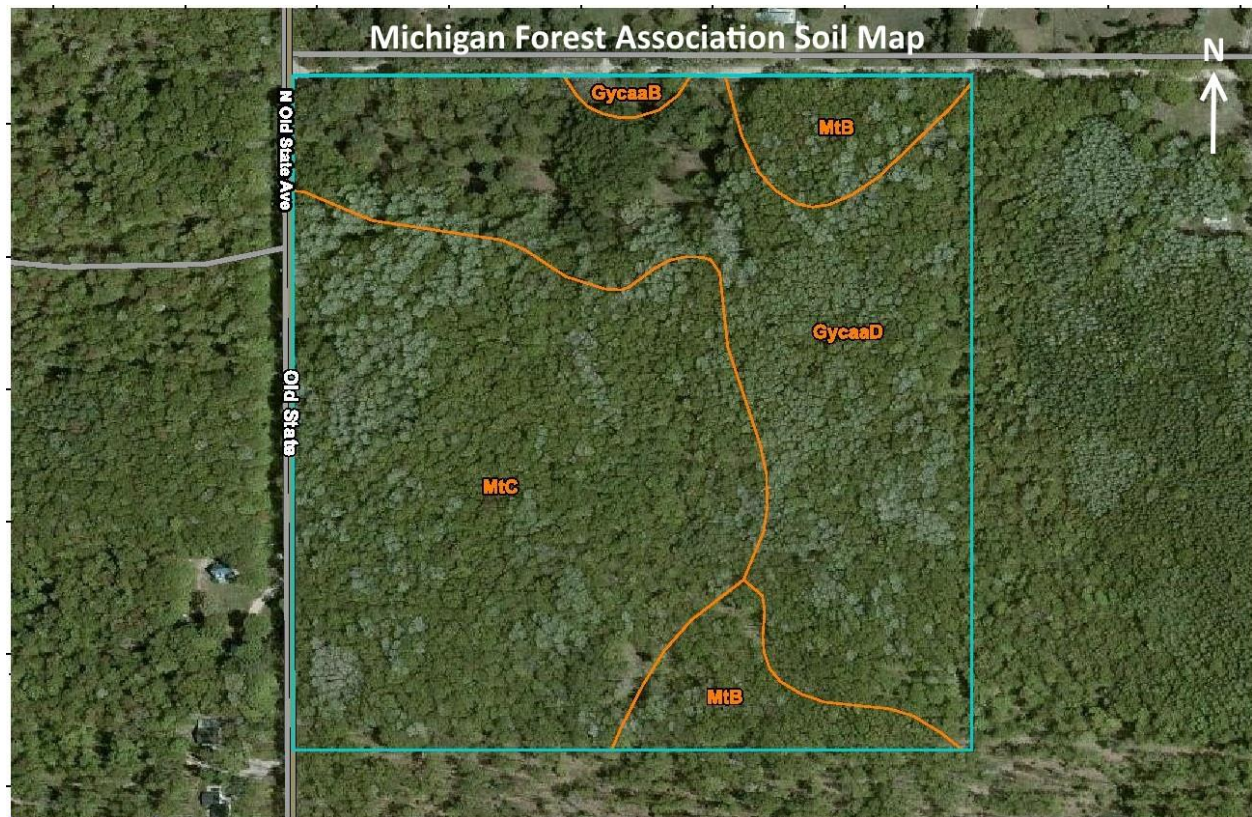 Michigan Forest Association Soil Map
N
GycaaB
MtB
N Old State Ave
GycaaD
Old State
MtC
MtB